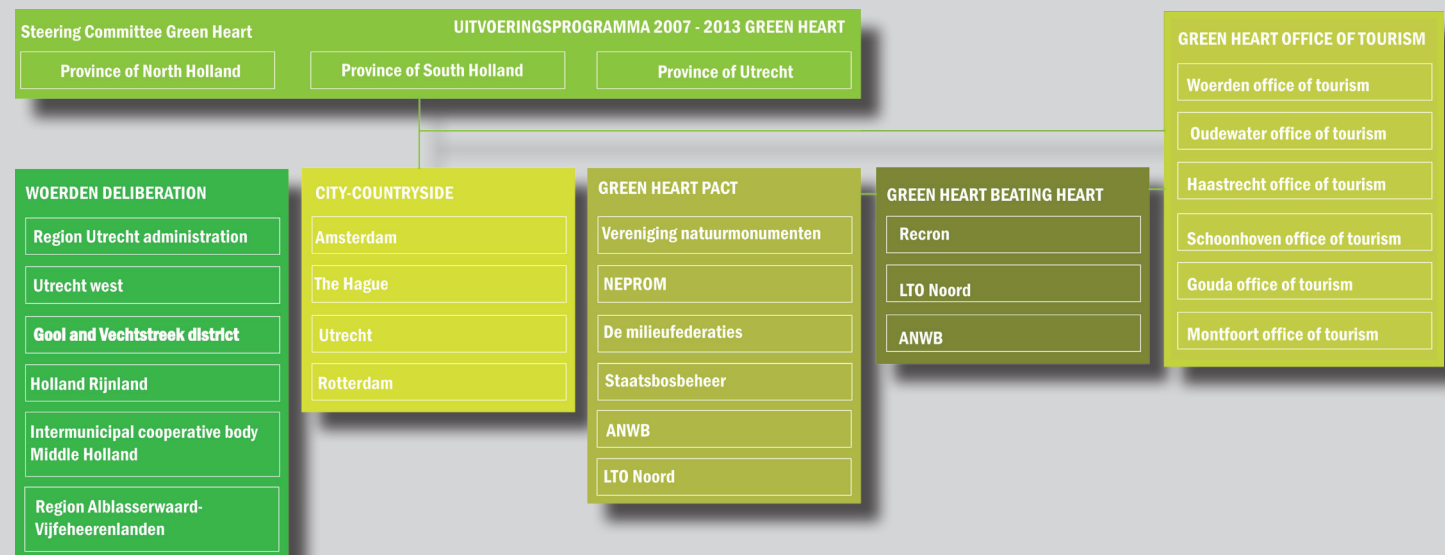 Steering Committee Green Heart
UITVOERINGSPROGRAMMA 2007 - 2013 GREEN HEART
Province of North Holland
Province of South Holland
Province of Utrecht
GREEN HEART OFFICE OF TOURISM
Woerden office of tourism
Oudewater office of tourism
Haastrecht office of tourism
Schoonhoven office of tourism
Gouda office of tourism
Montfoort office of tourism
WOERDEN DELIBERATION
Region Utrecht administration
Utrecht west
Gooi and Vechtstreek district
Holland Rijnland
Intermunicipal cooperative body
Middle Holland
Region Alblasserwaard-
Vijfeheerenlanden
CITY-COUNTRYSIDE
Amsterdam
The Hague
Utrecht
Rotterdam
GREEN HEART PACT
Vereniging natuurmonumenten
NEPROM
De milieufederaties
Staatsbosbeheer
ANWB
LTO Noord
GREEN HEART BEATING HEART
Recron
LTO Noord
ANWB